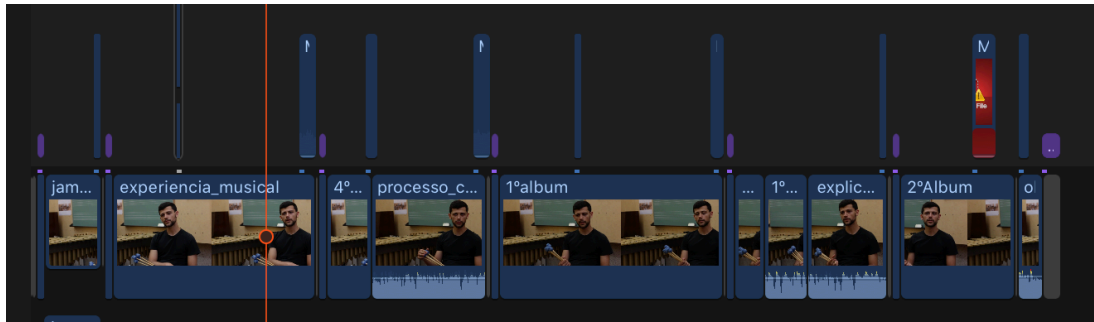 M
File
jam...
experiencia_musical
4º...
processo_c...
1ºalbum
...
1º...
explic...
2ºAlbum